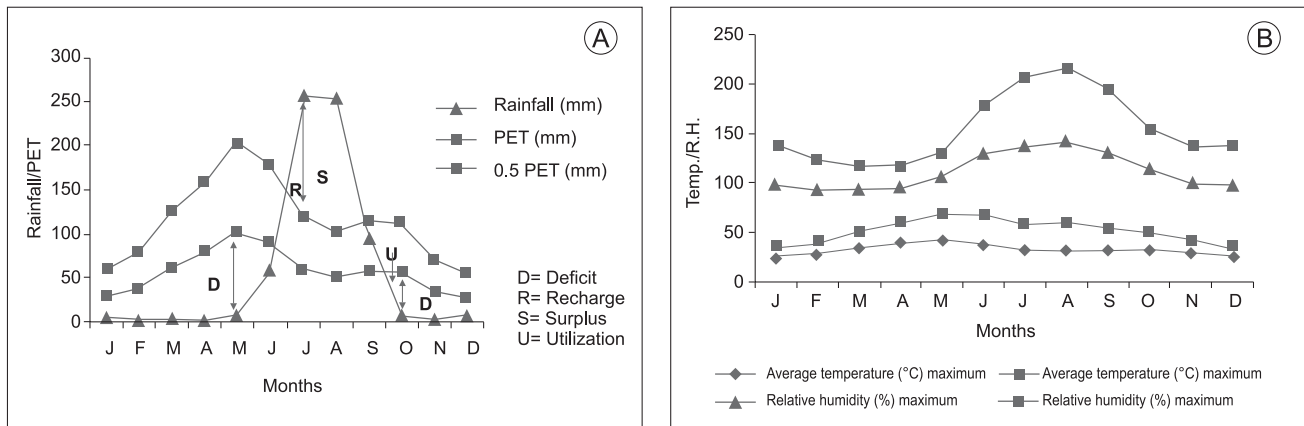 A
300
250
200
150
100
50
0
Rainfall/PET
J F M A M J J A S O N D
Months
D
R
S
U
D
Rainfall (mm)
PET (mm)
0.5 PET (mm)
D= Deficit
R= Recharge
S= Surplus
U= Utilization
B
250
200
150
100
50
0
Temp./R.H.
J F M A M J J A S O N D
Months
Average temperature (°C) maximum
Average temperature (°C) maximum
Relative humidity (%) maximum
Relative humidity (%) maximum